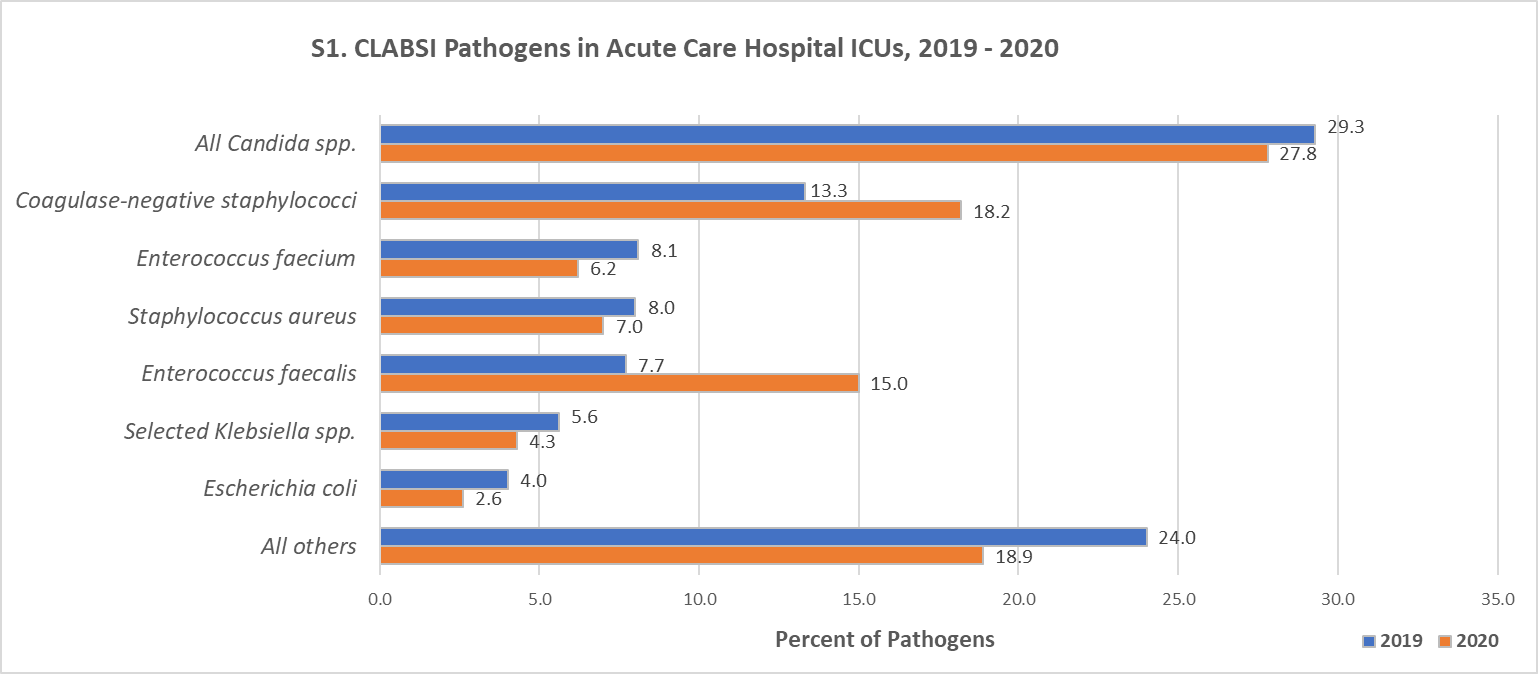 S1. CLABSI Pathogens in Acute Care Hospital ICUs, 2019 - 2020
All Candida spp.
29.3
27.8
Coagulase-negative staphylococci
13.3
18.2
Enterococcus faecium
8.1
6.2
Staphylococcus aureus
8.0
7.0
Enterococcus faecalis
7.7
15.0
Selected Klebsiella spp.
5.6
4.3
Escherichia coli
4.0
2.6
All others
24.0
18.9
0.0 5.0 10.0 15.0 20.0 25.0 30.0 35.0
Percent of Pathogens
2019 2020